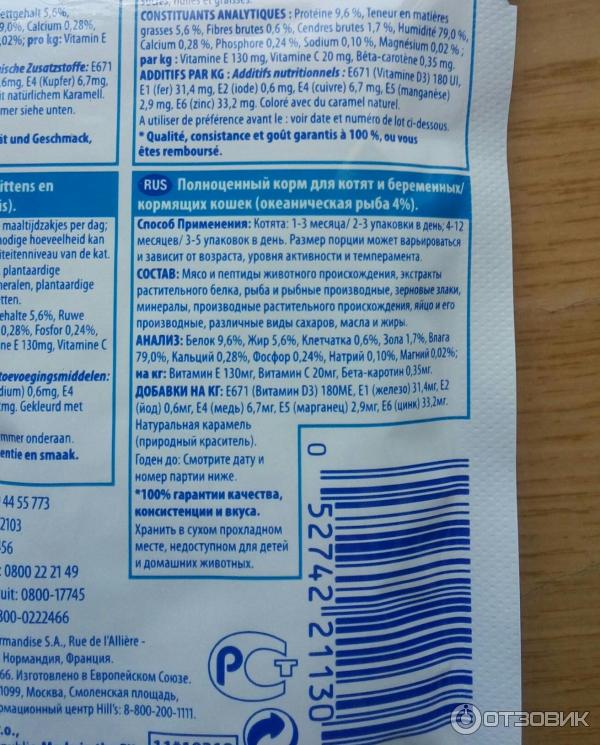 Fettgehalt 5,6%,
9,0%, Calcium 0,28%,
02%; pro kg: Vitamin E
ische Zusatzstoffe: E671
6mg, E4 (Kupfer) 6,7mg,
it natürlichem Karamell.
mer siehe unten.
ät und Geschmack,
sucres, huiles et graisses.
CONSTITUANTS ANALYTIQUES : Protéine 9,6 %, Teneur en matières
grasses 5,6 %, Fibres brutes 0,6 %, Cendres brutes 1,7 %, Humidité 79,0 %,
Calcium 0,28 %, Phosphore 0,24 %, Sodium 0,10 %, Magnésium 0,02 % ;
par kg : Vitamine E 130 mg, Vitamine C 20 mg, Bêta-carotène 0,35 mg.
ADDITIFS PAR KG : Additifs nutritionnels : E671 (Vitamine D3) 180 UI,
E1 (fer) 31,4 mg, E2 (iode) 0,6 mg, E4 (cuivre) 6,7 mg, E5 (manganèse)
2,9 mg, E6 (zinc) 33,2 mg. Coloré avec du caramel naturel.
A utiliser de préférence avant le : voir date et numéro de lot ci-dessous.
* Qualité, consistance et goût garantis à 100 %, ou vous
êtes remboursé.
ittens en
is).
maaltijdzakjes per dag;
nodige hoeveelheid kan
iteitenniveau van de kat.
plantaardige
neralen, plantaardige
etten.
ehalte 5,6%, Ruwe
0,28%, Fosfor 0,24%,
ne E 130mg, Vitamine C
toevoegingsmiddelen:
dium) 0,6mg, E4
mg. Gekleurd met
mmer onderaan.
entie en smaak.
RUS Полноценный корм для котят и беременных/
кормящих кошек (океаническая рыба 4%).
Способ Применения: Котята: 1-3 месяца/ 2-3 упаковки в день; 4-12
месяцев/ 3-5 упаковок в день. Размер порции может варьироваться
и зависит от возраста, уровня активности и темперамента.
СОСТАВ: Мясо и пептиды животного происхождения, экстракты
растительного белка, рыба и рыбные производные, зерновые злаки,
минералы, производные растительного происхождения, яйцо и его
производные, различные виды сахаров, масла и жиры.
АНАЛИЗ: Белок 9,6%, Жир 5,6%, Клетчатка 0,6%, Зола 1,7%, Влага
79,0%, Кальций 0,28%, Фосфор 0,24%, Натрий 0,10%, Магний 0,02%;
на кг: Витамин Е 130мг, Витамин С 20мг, Бета-каротин 0,35мг.
ДОБАВКИ НА КГ: E671 (Витамин D3) 180МЕ, E1 (железо) 31,4мг, E2
(йод) 0,6мг, E4 (медь) 6,7мг, E5 (марганец) 2,9мг, E6 (цинк) 33,2мг.
Натуральная карамель
(природный краситель).
Годен до: Смотрите дату и
номер партии ниже.
*100% гарантии качества,
консистенции и вкуса.
Хранить в сухом прохладном
месте, недоступном для детей
и домашних животных.
44 55 773
2103
456
: 0800 22 21 49
uit: 0800-17745
800-0222466
rmandise S.A., Rue de l'Allière -
Нормандия, Франция.
66. Изготовлено в Европейском Союзе.
1099, Москва, Смоленская площадь,
рмационный центр Hill's: 8-800-200-1111.
0 52742 21130
РСТ
ОТЗОВИК